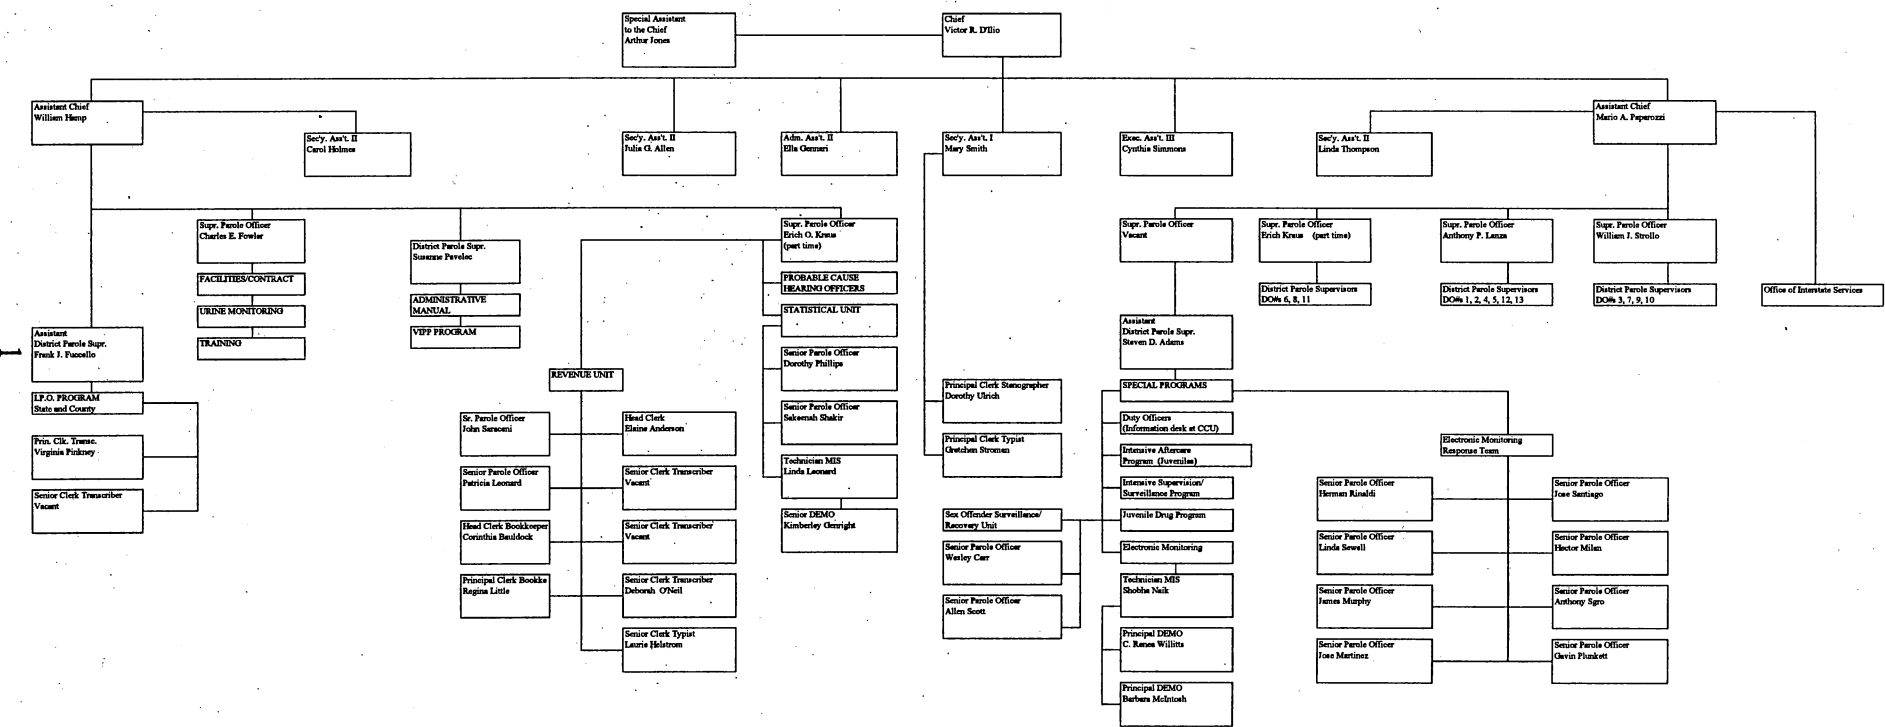 Special Assistant
to the Chief
Arthur Jones
Chief
Victor R. D'Ilio
Assistant Chief
William Hemp
Sec'y. Ass't. II
Carol Holmes
Sec'y. Ass't. II
Julia G. Allen
Adm. Ass't. II
Ella Gennari
Sec'y. Ass't. I
Mary Smith
Exec. Ass't. III
Cynthia Simmons
Sec'y. Ass't. II
Linda Thompson
Assistant Chief
Mario A. Paparozzi
Supr. Parole Officer
Charles E. Fowler
FACILITIES/CONTRACT
URINE MONITORING
TRAINING
District Parole Supr.
Susanne Pavelec
ADMINISTRATIVE
MANUAL
VIPP PROGRAM
Supr. Parole Officer
Erich O. Kraus
(part time)
PROBABLE CAUSE
HEARING OFFICERS
STATISTICAL UNIT
Senior Parole Officer
Dorothy Phillips
Senior Parole Officer
Sakeenah Shakir
Technician MIS
Linda Leonard
Senior DEMO
Kimberley Genright
Assistant
District Parole Supr.
Frank J. Fuccello
I.P.O. PROGRAM
State and County
Prin. Clk. Transc.
Virginia Pinkney
Senior Clerk Transcriber
Vacant
REVENUE UNIT
Sr. Parole Officer
John Saraceni
Head Clerk
Elaine Anderson
Senior Parole Officer
Patricia Leonard
Senior Clerk Transcriber
Vacant
Head Clerk Bookkeeper
Corinthia Bauldock
Senior Clerk Transcriber
Vacant
Principal Clerk Bookke
Regina Little
Senior Clerk Transcriber
Deborah O'Neil
Senior Clerk Typist
Laurie Helstrom
Principal Clerk Stenographer
Dorothy Ulrich
Principal Clerk Typist
Gretchen Stroman
Supr. Parole Officer
Vacant
Supr. Parole Officer
Erich Kraus (part time)
District Parole Supervisors
DO#s 6, 8, 11
Supr. Parole Officer
Anthony P. Lanza
District Parole Supervisors
DO#s 1, 2, 4, 5, 12, 13
Supr. Parole Officer
William J. Strollo
District Parole Supervisors
DO#s 3, 7, 9, 10
Office of Interstate Services
Assistant
District Parole Supr.
Steven D. Adams
SPECIAL PROGRAMS
Duty Officers
(Information desk at CCU)
Intensive Aftercare
Program (Juveniles)
Intensive Supervision/
Surveillance Program
Juvenile Drug Program
Electronic Monitoring
Sex Offender Surveillance/
Recovery Unit
Senior Parole Officer
Wesley Carr
Senior Parole Officer
Allen Scott
Technician MIS
Shobha Naik
Principal DEMO
C. Renee Willitts
Principal DEMO
Barbara McIntosh
Electronic Monitoring
Response Team
Senior Parole Officer
Herman Rinaldi
Senior Parole Officer
Jose Santiago
Senior Parole Officer
Linda Sewell
Senior Parole Officer
Hector Milan
Senior Parole Officer
James Murphy
Senior Parole Officer
Anthony Sgro
Senior Parole Officer
Jose Martinez
Senior Parole Officer
Gavin Plunkett